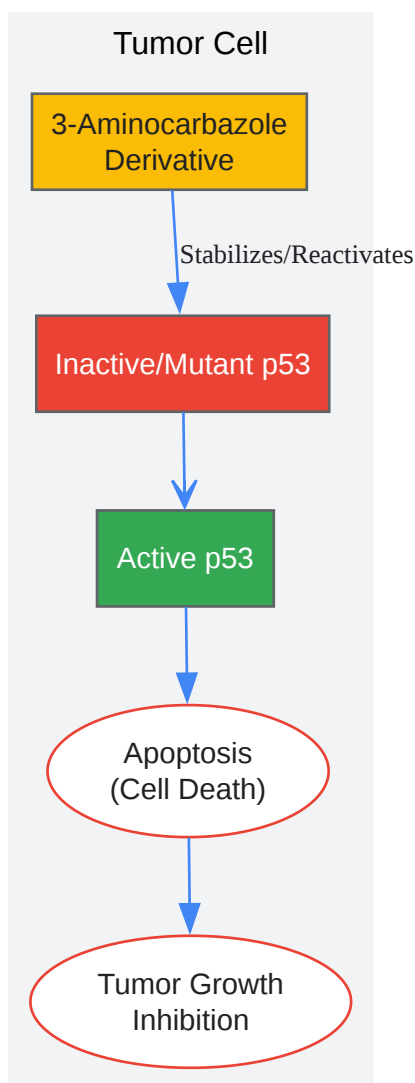 Tumor Cell
3-Aminocarbazole
Derivative
Stabilizes/Reactivates
Inactive/Mutant p53
Active p53
Apoptosis
(Cell Death)
Tumor Growth
Inhibition